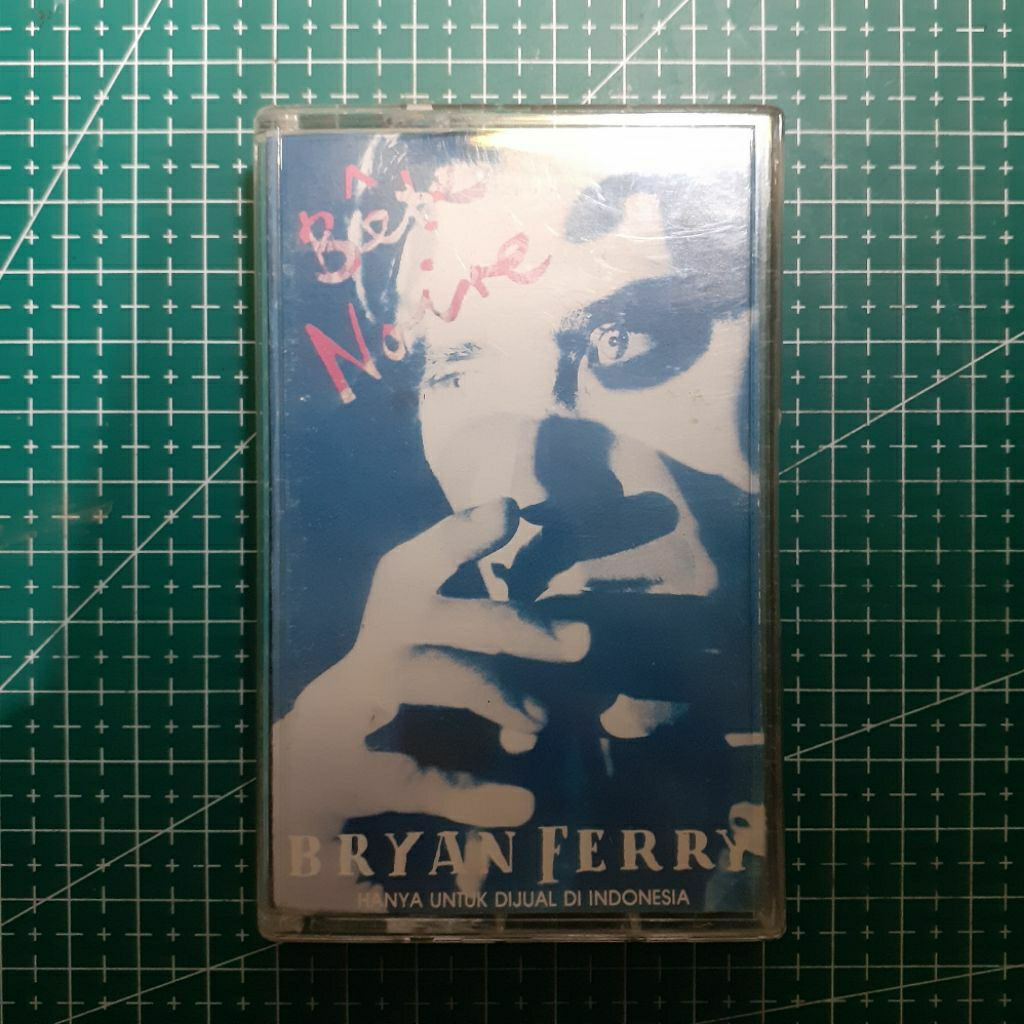 Bête
Noire
BRYAN FERRY
HANYA UNTUK DIJUAL DI INDONESIA